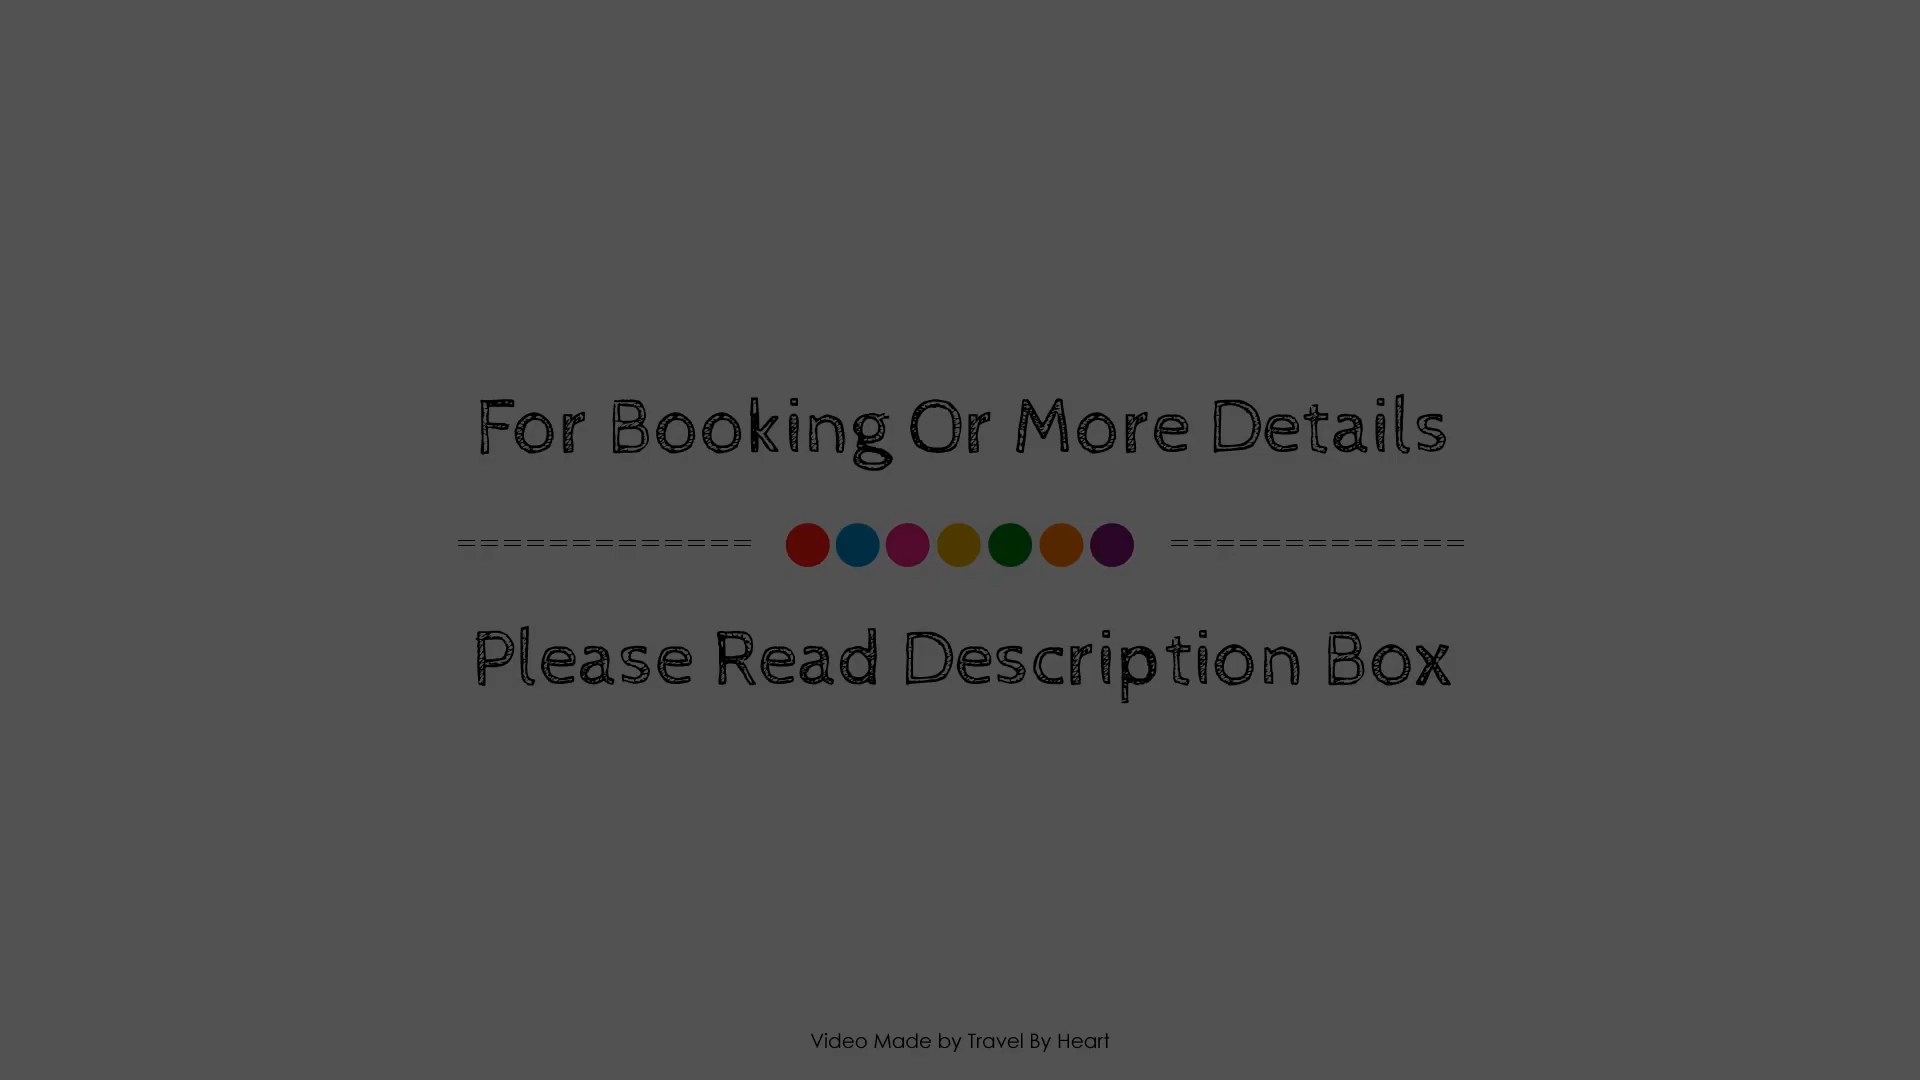 For Booking Or More Details
============= =============
Please Read Description Box
Video Made by Travel By Heart